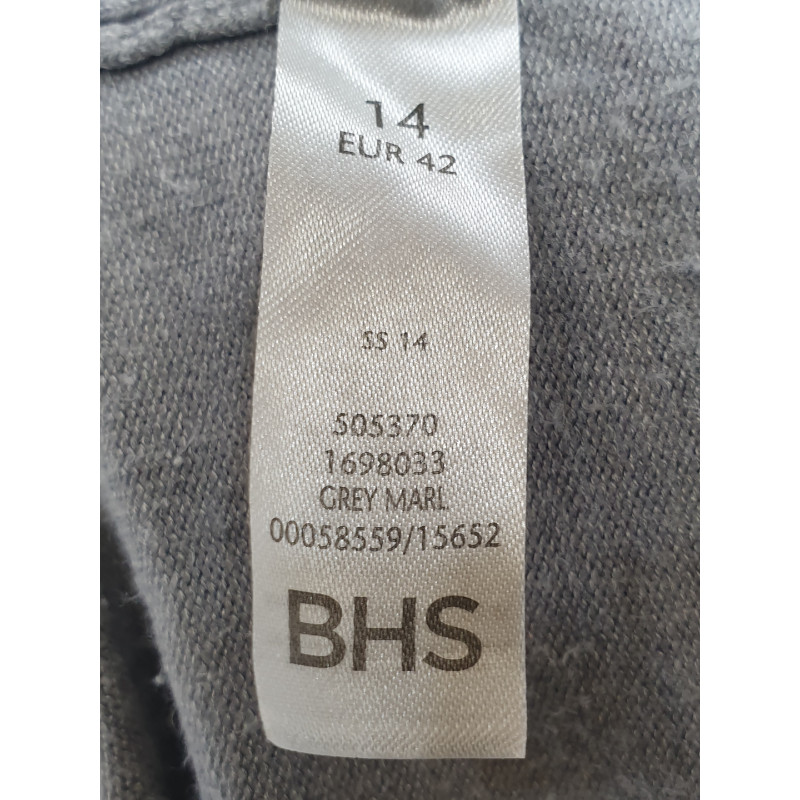 14
EUR 42
SS 14
505370
1698033
GREY MARL
00058559/15652
BHS